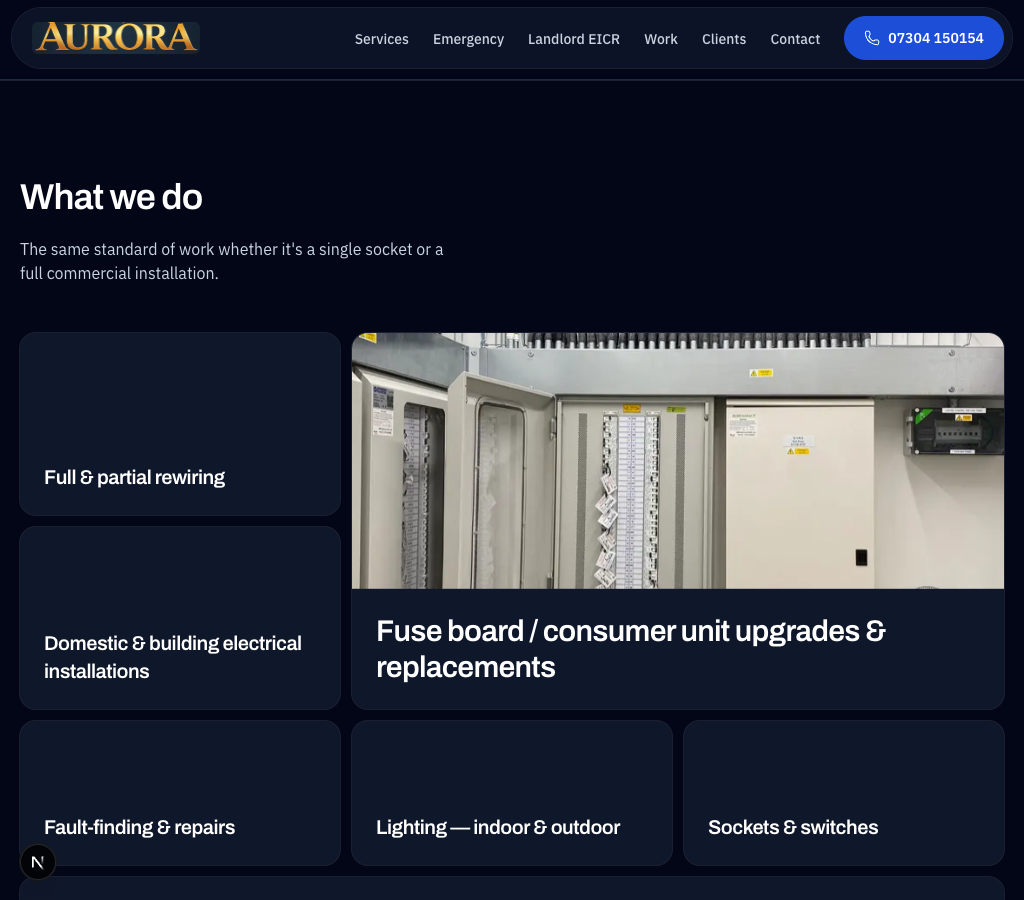 AURORA
Services
Emergency
Landlord EICR
Work
Clients
Contact
07304 150154
What we do
The same standard of work whether it's a single socket or a
full commercial installation.
Full & partial rewiring
Domestic & building electrical
installations
Fuse board / consumer unit upgrades &
replacements
Fault-finding & repairs
Lighting — indoor & outdoor
Sockets & switches
N